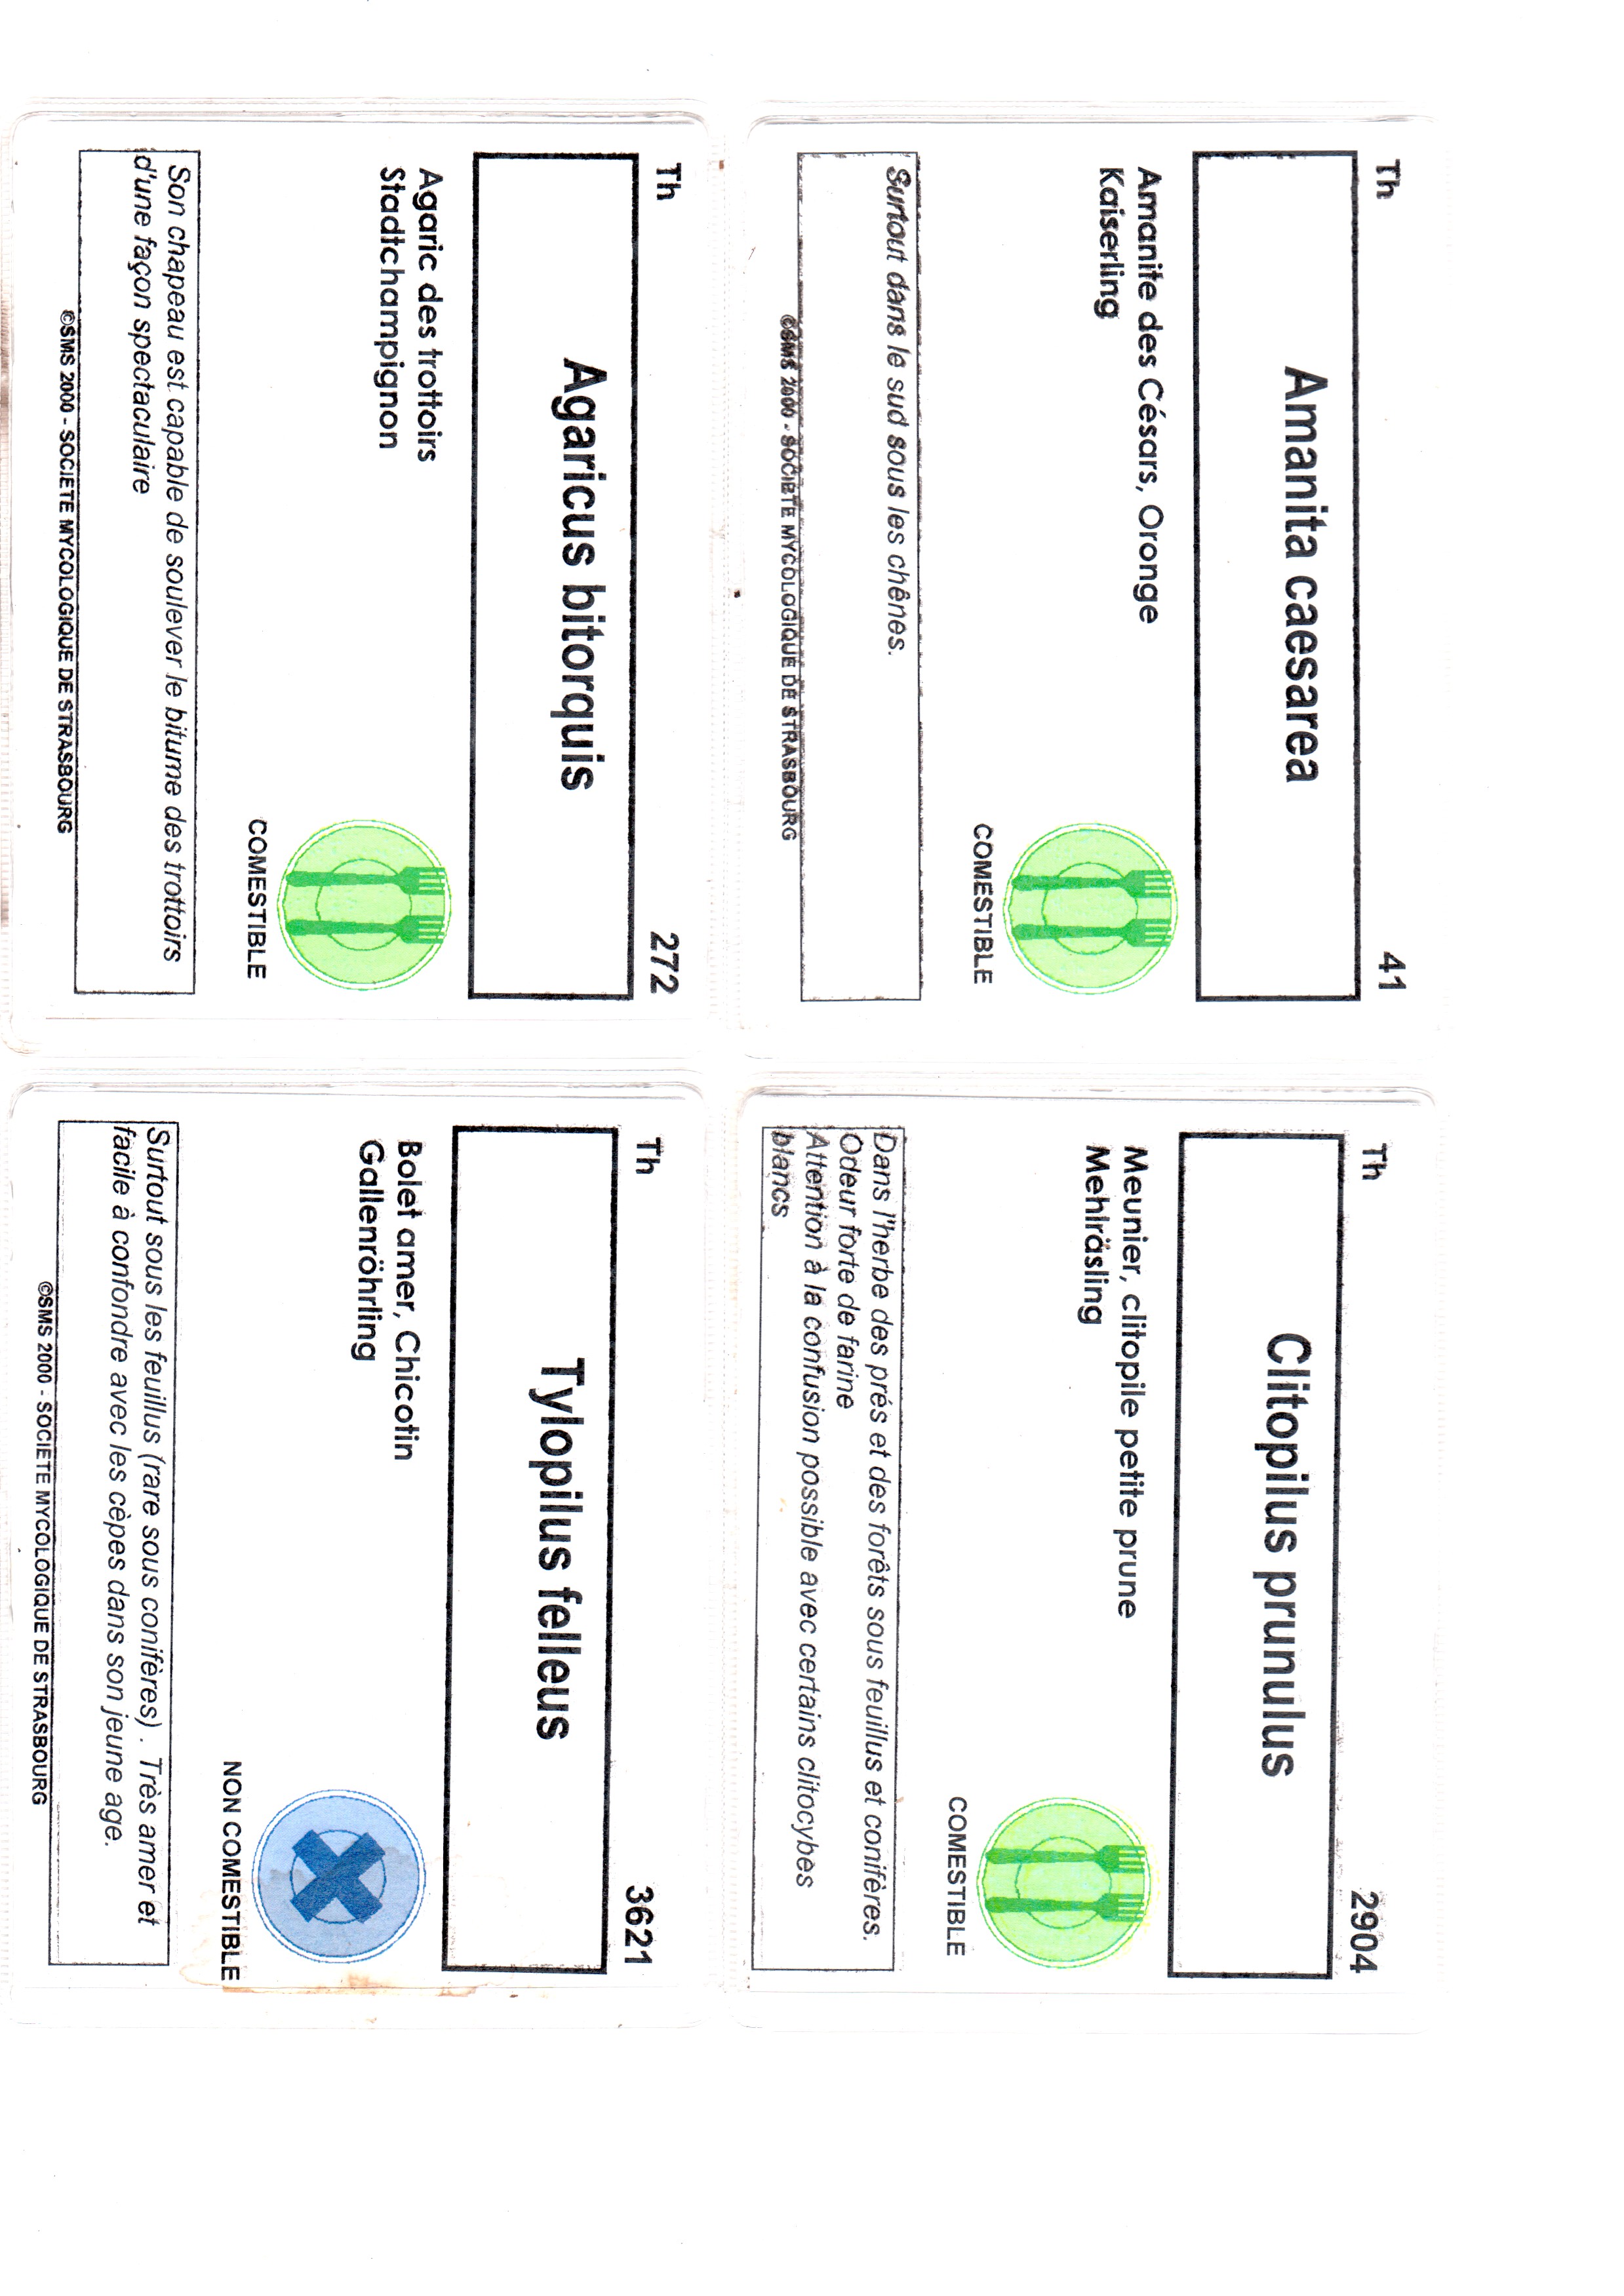 Th 41
Amanita caesarea
Amanite des Césars, Oronge
Kaiserling
COMESTIBLE
Surtout dans le sud sous les chênes.
©SMS 2000 - SOCIETE MYCOLOGIQUE DE STRASBOURG
Th 2904
Clitopilus prunulus
Meunier, clitopile petite prune
Mehlräsling
COMESTIBLE
Dans l'herbe des prés et des forêts sous feuillus et conifères.
Odeur forte de farine
Attention à la confusion possible avec certains clitocybes
blancs
Th 272
Agaricus bitorquis
Agaric des trottoirs
Stadtchampignon
COMESTIBLE
Son chapeau est capable de soulever le bitume des trottoirs
d'une façon spectaculaire
©SMS 2000 - SOCIETE MYCOLOGIQUE DE STRASBOURG
Th 3621
Tylopilus felleus
Bolet amer, Chicotin
Gallenröhrling
NON COMESTIBLE
Surtout sous les feuillus (rare sous conifères) . Très amer et
facile à confondre avec les cèpes dans son jeune age.
©SMS 2000 - SOCIETE MYCOLOGIQUE DE STRASBOURG